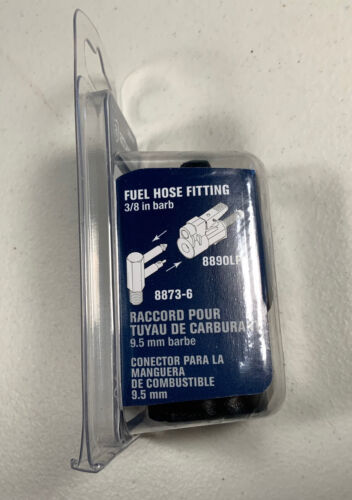 FUEL HOSE FITTING
3/8 in barb
8890LP
8873-6
RACCORD POUR
TUYAU DE CARBURA
9.5 mm barbe
CONECTOR PARA LA
MANGUERA
DE COMBUSTIBLE
9.5 mm